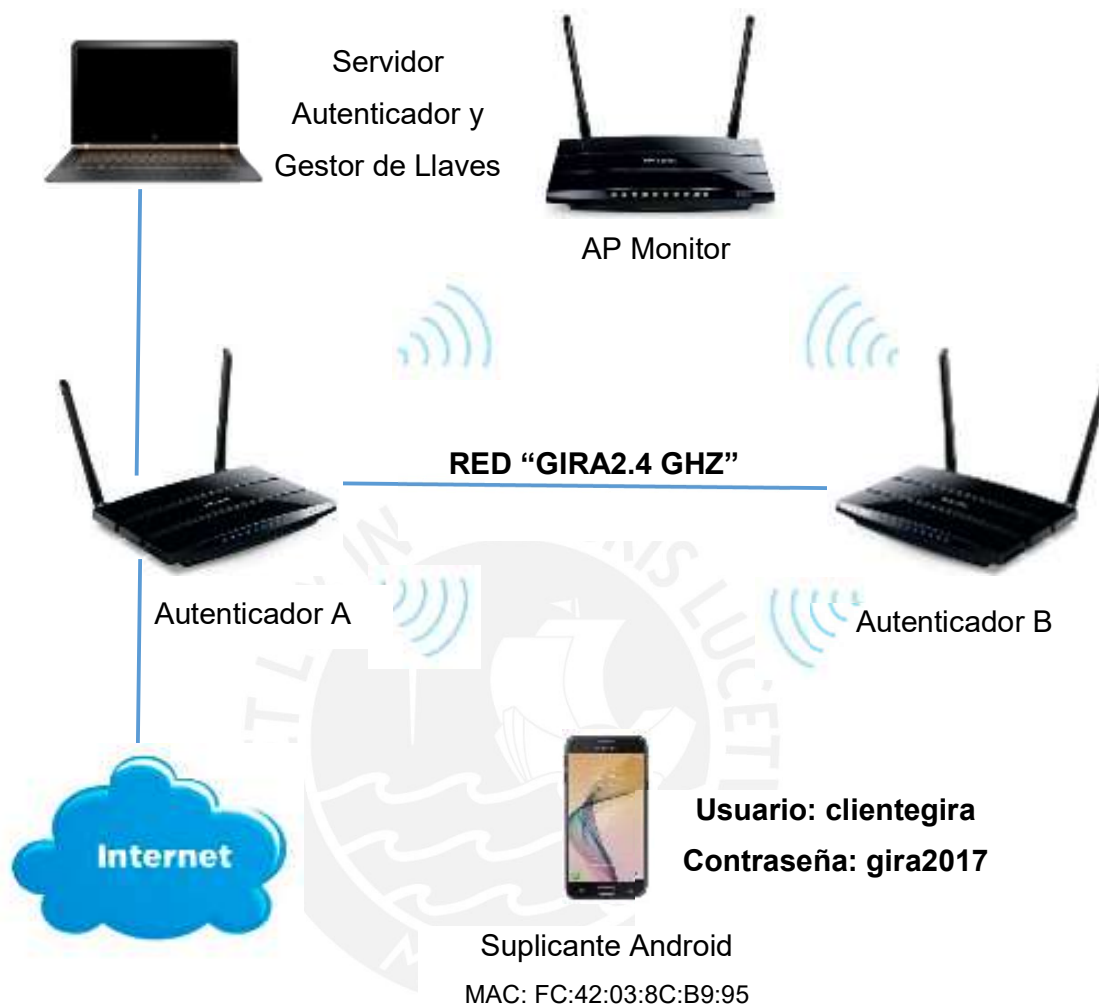 Servidor
Autenticador y
Gestor de Llaves
AP Monitor
RED “GIRA2.4 GHZ”
Autenticador A
Autenticador B
Internet
Usuario: clientegira
Contraseña: gira2017
Suplicante Android
MAC: FC:42:03:8C:B9:95